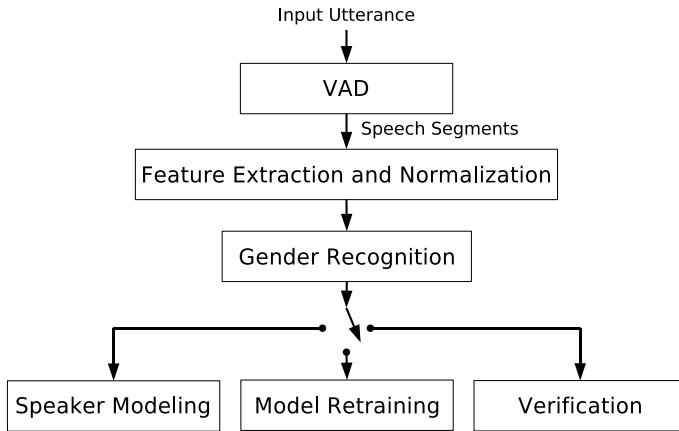 Input Utterance
VAD
Speech Segments
Feature Extraction and Normalization
Gender Recognition
Speaker Modeling
Model Retraining
Verification